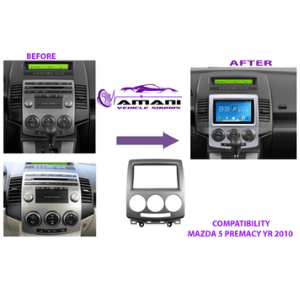 BEFORE
AMANI
VEHICLE SOUNDS
AFTER
COMPATIBILITY
MAZDA 5 PREMACY YR 2010